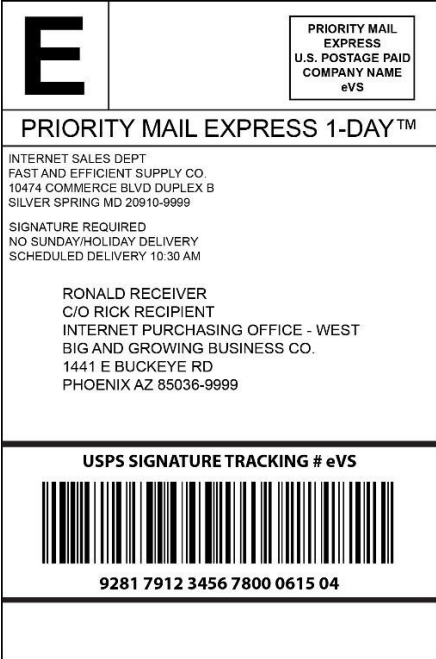 E
PRIORITY MAIL
EXPRESS
U.S. POSTAGE PAID
COMPANY NAME
eVS
PRIORITY MAIL EXPRESS 1-DAY™
INTERNET SALES DEPT
FAST AND EFFICIENT SUPPLY CO.
10474 COMMERCE BLVD DUPLEX B
SILVER SPRING MD 20910-9999
SIGNATURE REQUIRED
NO SUNDAY/HOLIDAY DELIVERY
SCHEDULED DELIVERY 10:30 AM
RONALD RECEIVER
C/O RICK RECIPIENT
INTERNET PURCHASING OFFICE - WEST
BIG AND GROWING BUSINESS CO.
1441 E BUCKEYE RD
PHOENIX AZ 85036-9999
USPS SIGNATURE TRACKING # eVS
9281 7912 3456 7800 0615 04